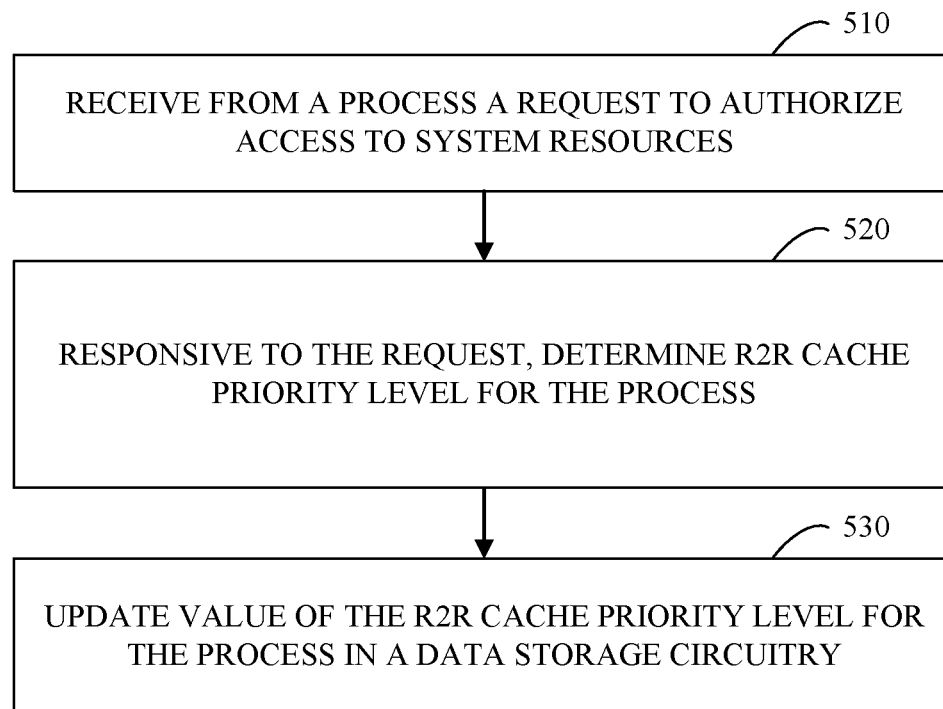 510
RECEIVE FROM A PROCESS A REQUEST TO AUTHORIZE
ACCESS TO SYSTEM RESOURCES
520
RESPONSIVE TO THE REQUEST, DETERMINE R2R CACHE
PRIORITY LEVEL FOR THE PROCESS
530
UPDATE VALUE OF THE R2R CACHE PRIORITY LEVEL FOR
THE PROCESS IN A DATA STORAGE CIRCUITRY